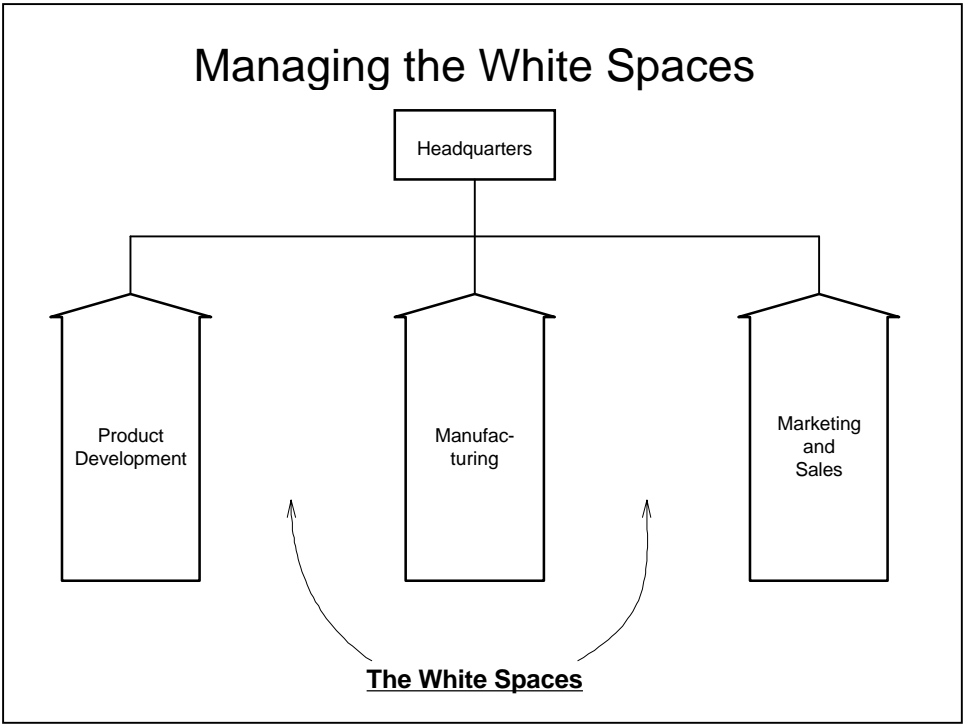 Managing the White Spaces
Headquarters
Product
Development
Manufac-
turing
Marketing
and
Sales
The White Spaces